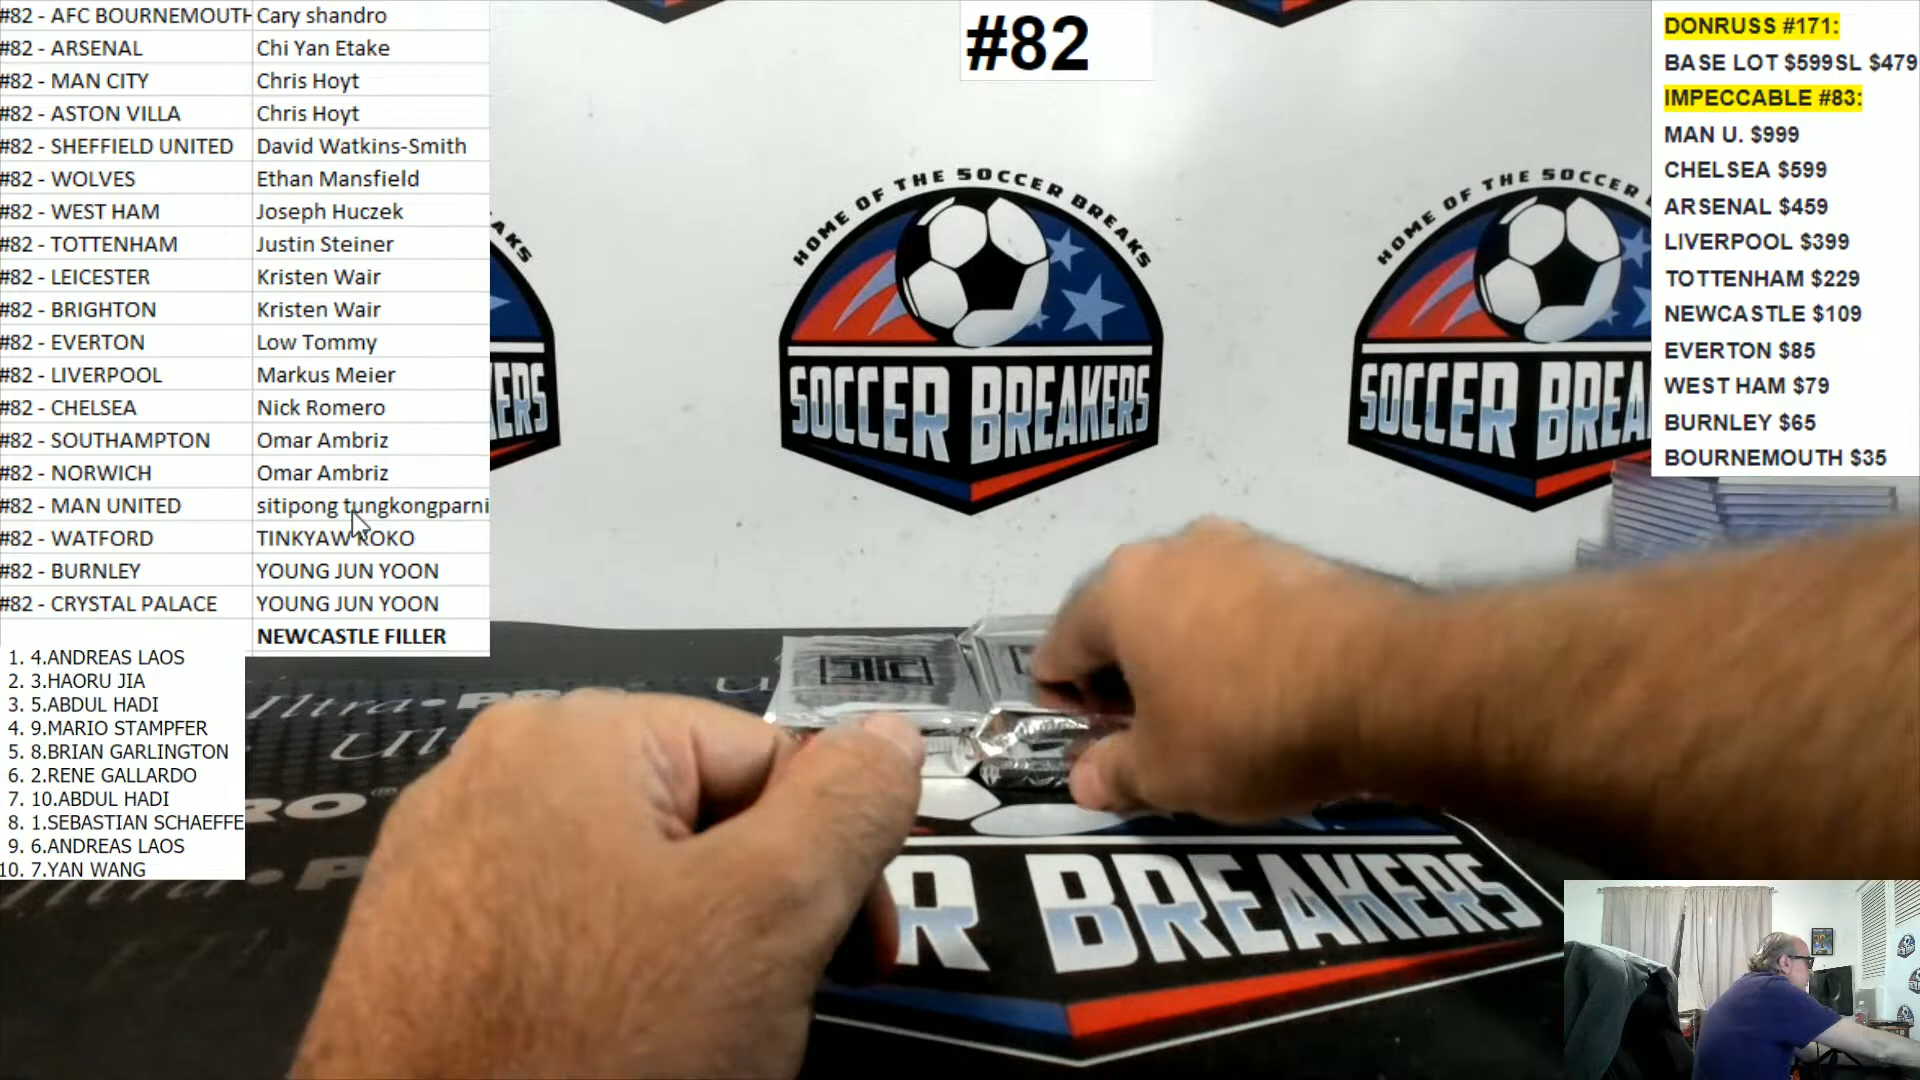 #82 - AFC BOURNEMOUTH Cary shandro
#82 - ARSENAL Chi Yan Etake
#82 - MAN CITY Chris Hoyt
#82 - ASTON VILLA Chris Hoyt
#82 - SHEFFIELD UNITED David Watkins-Smith
#82 - WOLVES Ethan Mansfield
#82 - WEST HAM Joseph Huczek
#82 - TOTTENHAM Justin Steiner
#82 - LEICESTER Kristen Wair
#82 - BRIGHTON Kristen Wair
#82 - EVERTON Low Tommy
#82 - LIVERPOOL Markus Meier
#82 - CHELSEA Nick Romero
#82 - SOUTHAMPTON Omar Ambriz
#82 - NORWICH Omar Ambriz
#82 - MAN UNITED sitipong tungkongparni
#82 - WATFORD TINKYAW KOKO
#82 - BURNLEY YOUNG JUN YOON
#82 - CRYSTAL PALACE YOUNG JUN YOON
NEWCASTLE FILLER
1. 4.ANDREAS LAOS
2. 3.HAORU JIA
3. 5.ABDUL HADI
4. 9.MARIO STAMPFER
5. 8.BRIAN GARLINGTON
6. 2.RENE GALLARDO
7. 10.ABDUL HADI
8. 1.SEBASTIAN SCHAEFFE
9. 6.ANDREAS LAOS
10. 7.YAN WANG
#82
DONRUSS #171:
BASE LOT $599SL $479
IMPECCABLE #83:
MAN U. $999
CHELSEA $599
ARSENAL $459
LIVERPOOL $399
TOTTENHAM $229
NEWCASTLE $109
EVERTON $85
WEST HAM $79
BURNLEY $65
BOURNEMOUTH $35
HOME OF THE SOCCER BREAKS
SOCCER BREAKERS
HOME OF THE SOCCER
SOCCER BREA
AKS
ERS
R BREAKERS